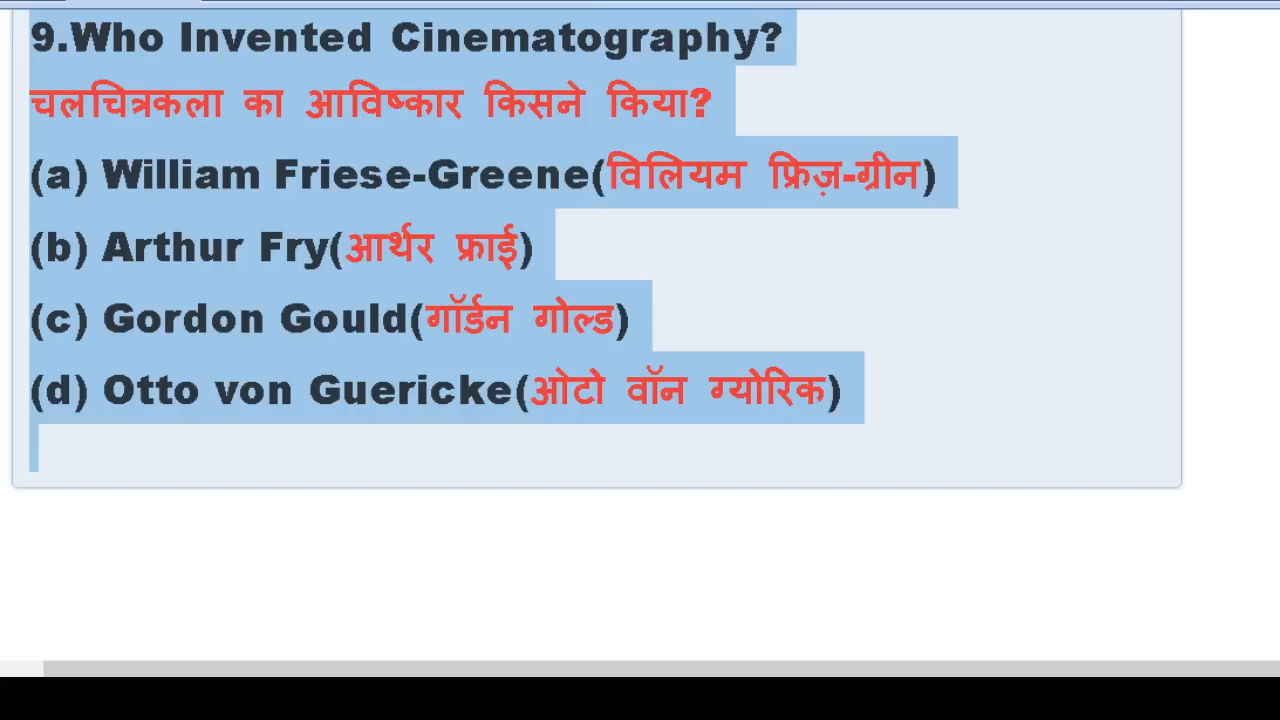 9.Who Invented Cinematography?
चलचित्रकला का आविष्कार किसने किया?
(a) William Friese-Greene(विलियम फ्रिज़-ग्रीन)
(b) Arthur Fry(आर्थर फ्राई)
(c) Gordon Gould(गॉर्डन गोल्ड)
(d) Otto von Guericke(ओटो वॉन ग्योरिक)